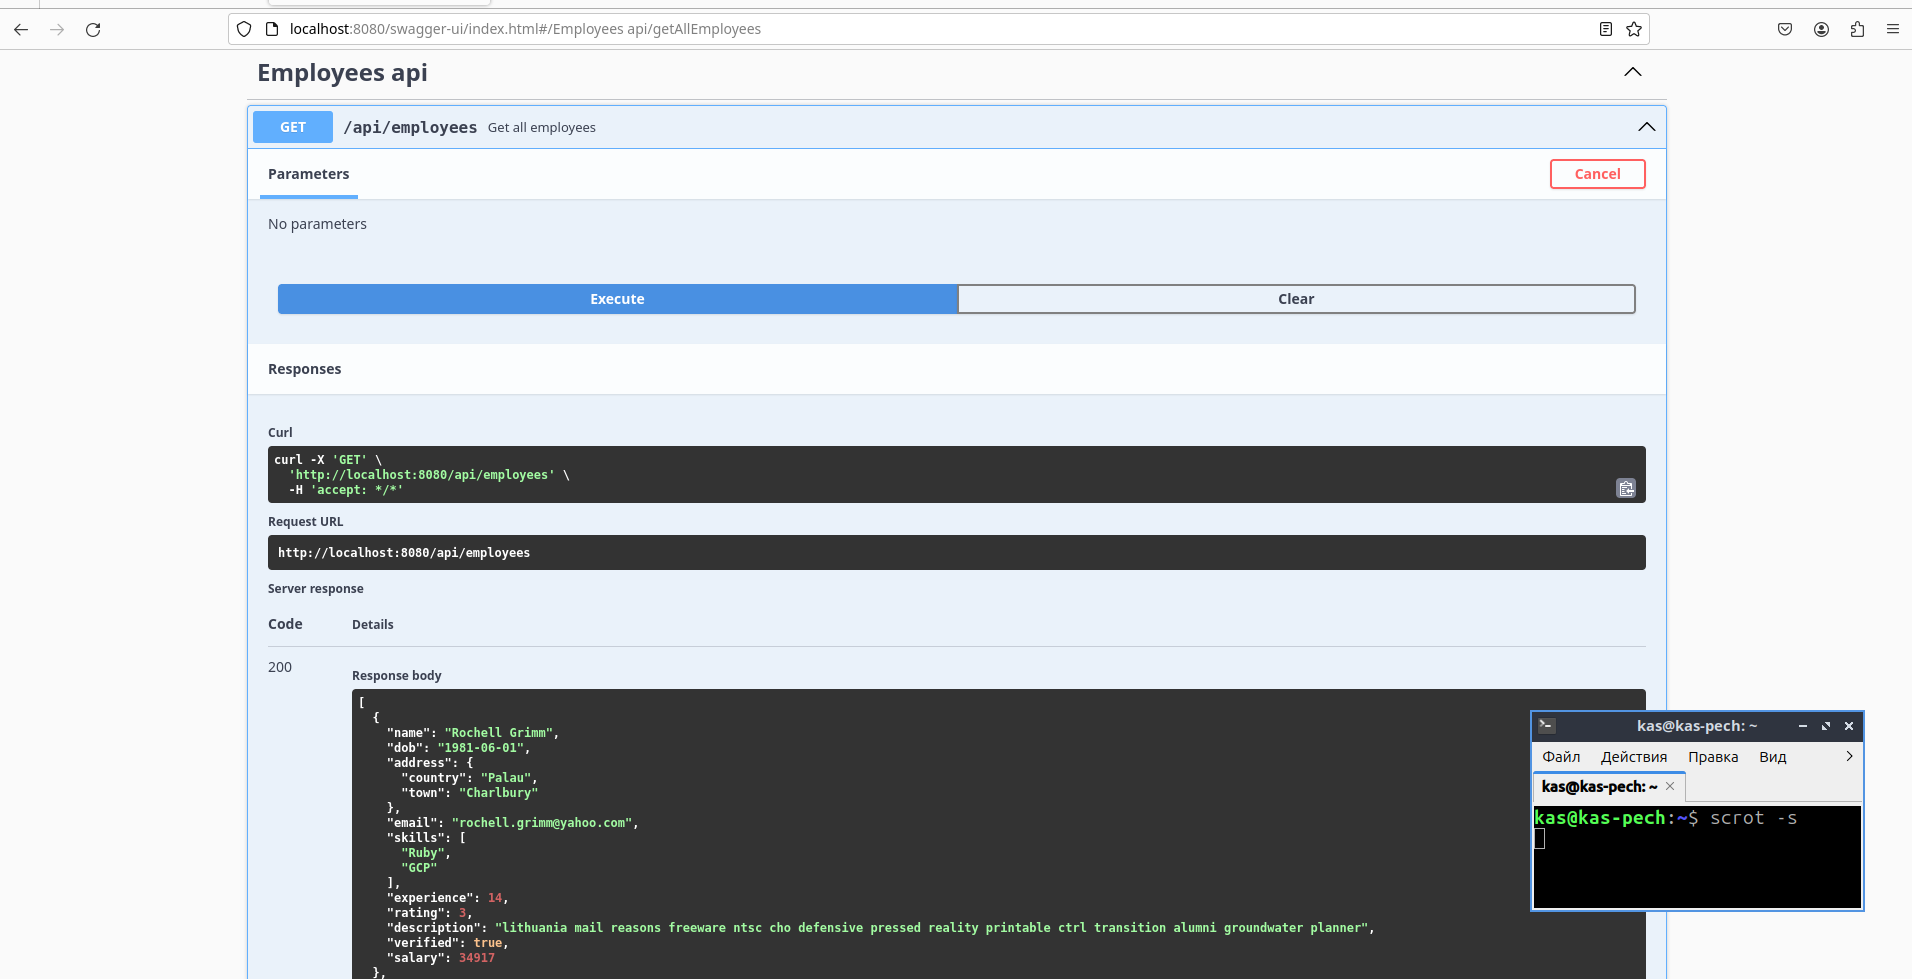 localhost:8080/swagger-ui/index.html#/Employees api/getAllEmployees
Employees api
GET /api/employees Get all employees
Parameters
Cancel
No parameters
Execute
Clear
Responses
Curl
curl -X 'GET' \
'http://localhost:8080/api/employees' \
-H 'accept: */*'
Request URL
http://localhost:8080/api/employees
Server response
Code Details
200
Response body
[
{
"name": "Rochell Grimm",
"dob": "1981-06-01",
"address": {
"country": "Palau",
"town": "Charlbury"
},
"email": "rochell.grimm@yahoo.com",
"skills": [
"Ruby",
"GCP"
],
"experience": 14,
"rating": 3,
"description": "lithuania mail reasons freeware ntsc cho defensive pressed reality printable ctrl transition alumni groundwater planner",
"verified": true,
"salary": 34917
},
kas@kas-pech: ~
Файл Действия Правка Вид
kas@kas-pech: ~
kas@kas-pech:~$ scrot -s